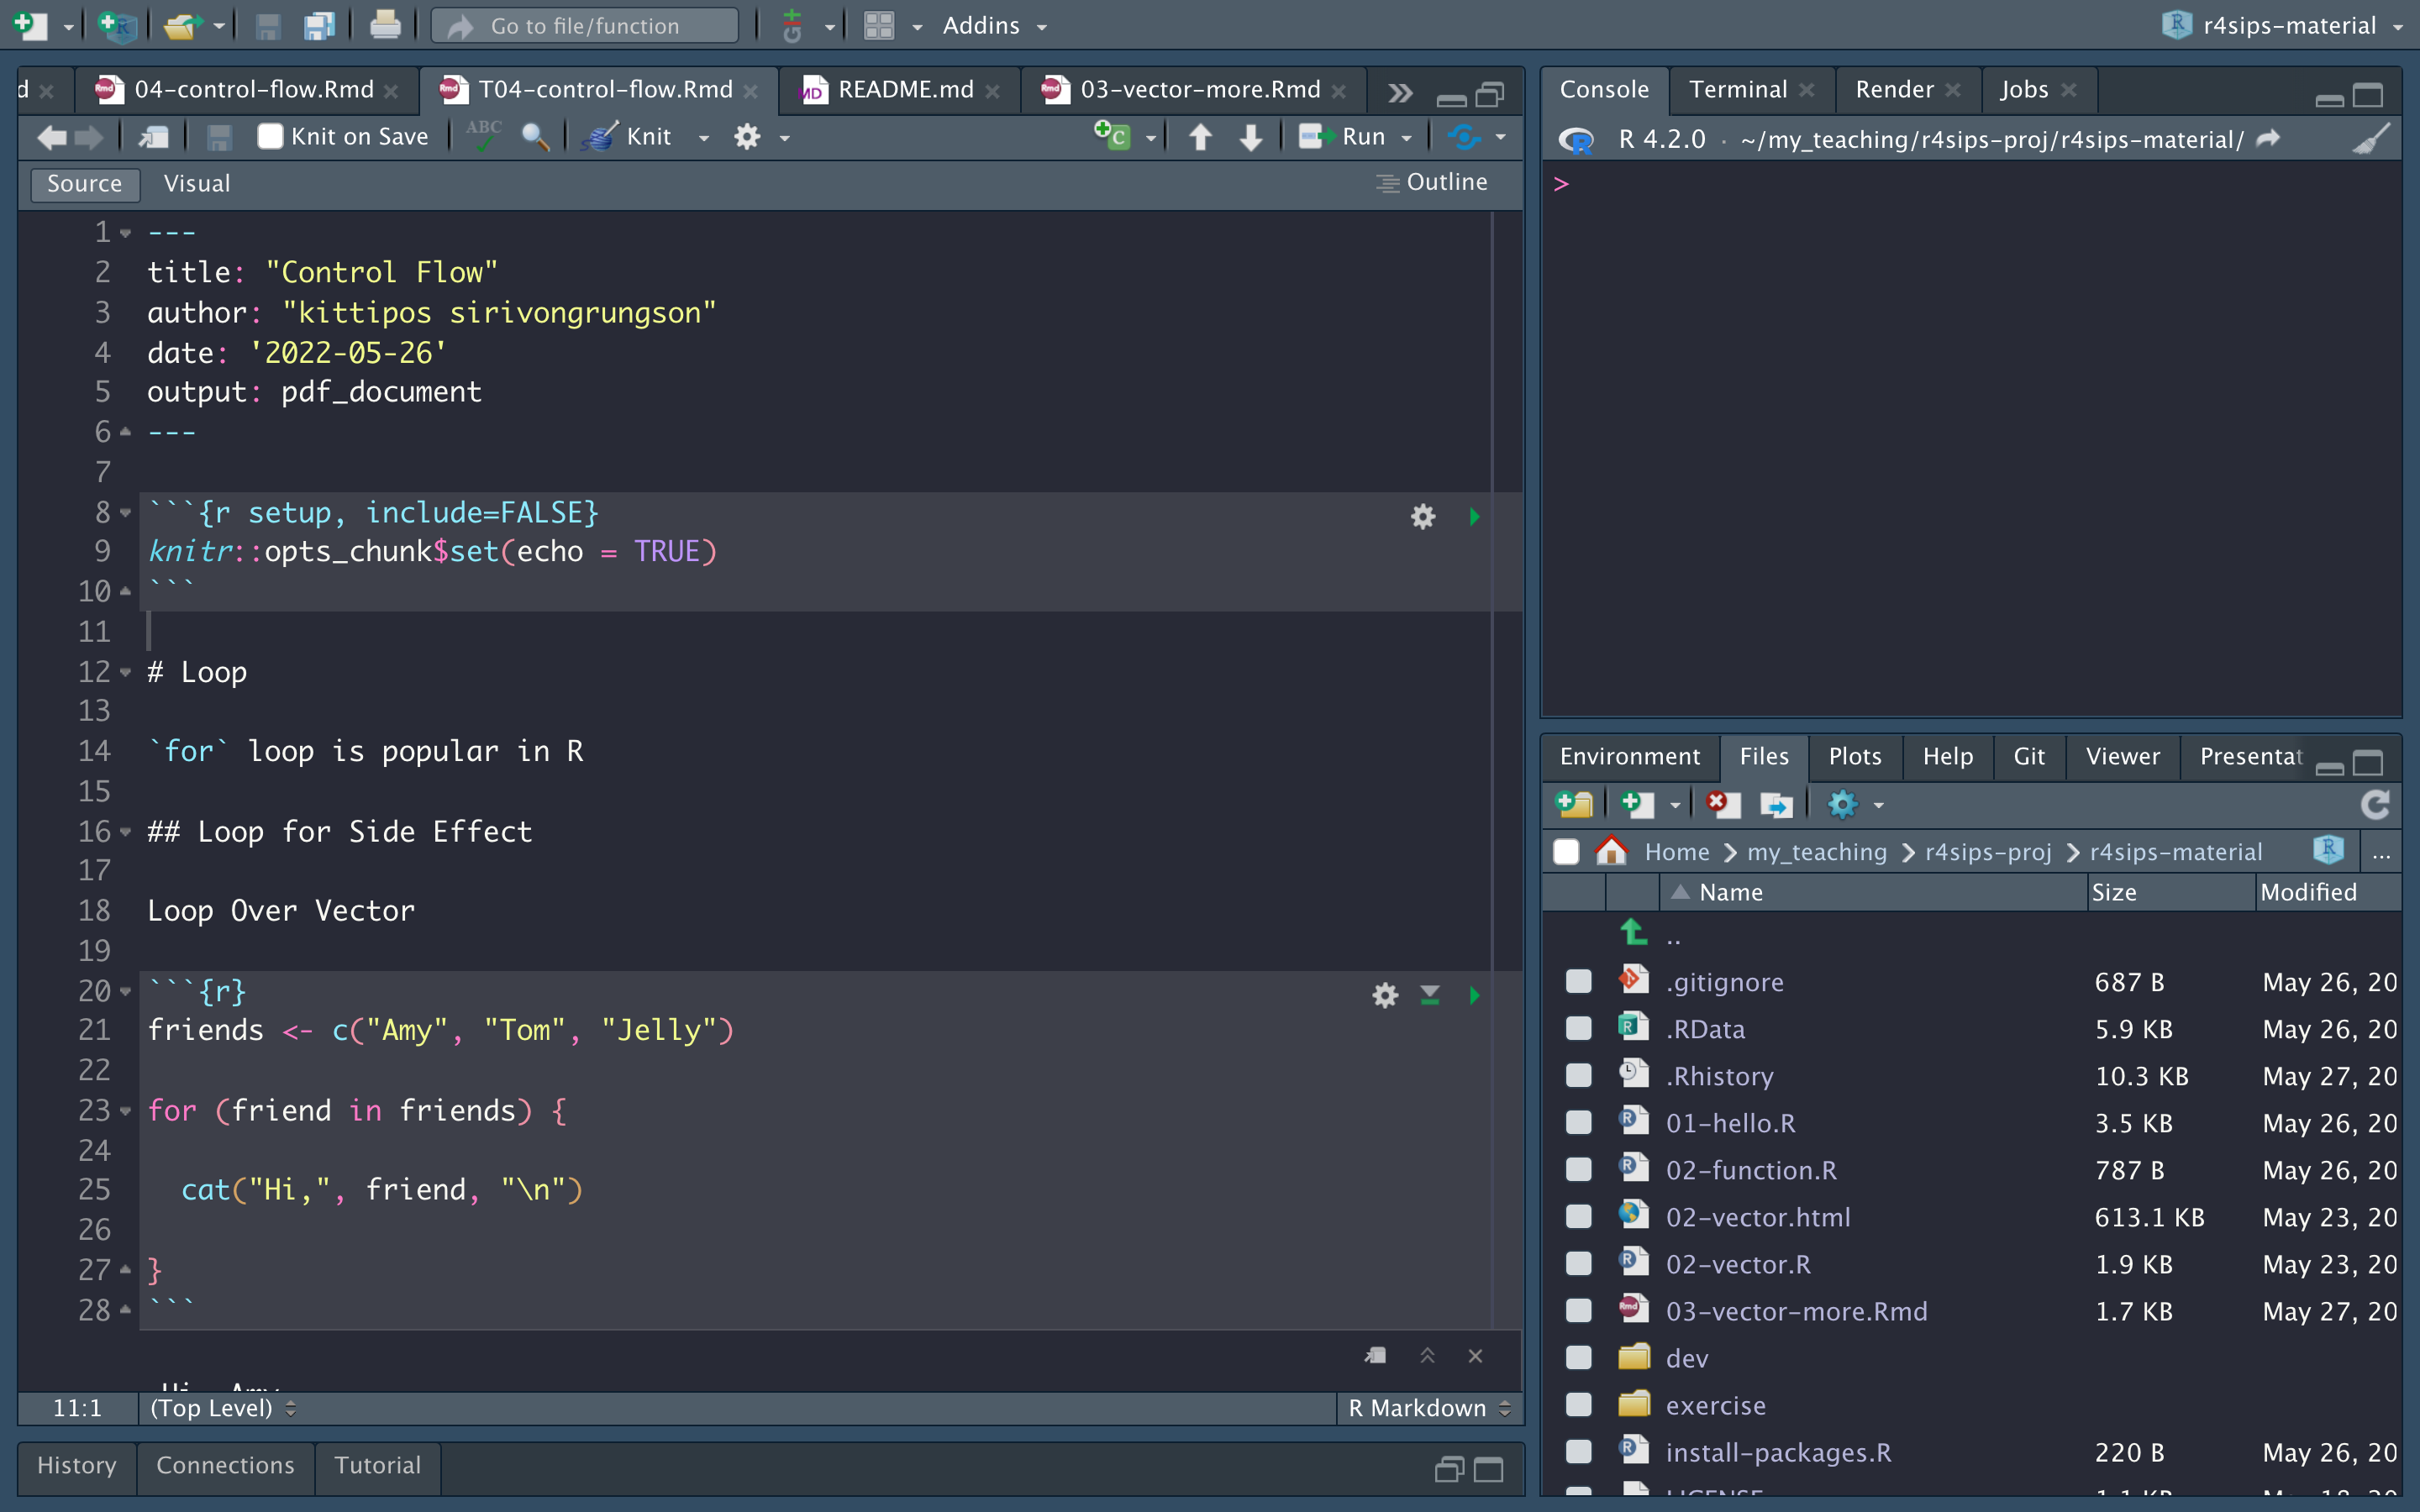 Go to file/function
Addins
r4sips-material
d
04-control-flow.Rmd
T04-control-flow.Rmd
README.md
03-vector-more.Rmd
Knit on Save
ABC
Knit
Run
Source
Visual
Outline
1 ---
2 title: "Control Flow"
3 author: "kittipos sirivongrungson"
4 date: '2022-05-26'
5 output: pdf_document
6 ---
7
8 ```{r setup, include=FALSE}
9 knitr::opts_chunk$set(echo = TRUE)
10 ```
11
12 # Loop
13
14 `for` loop is popular in R
15
16 ## Loop for Side Effect
17
18 Loop Over Vector
19
20 ```{r}
21 friends <- c("Amy", "Tom", "Jelly")
22
23 for (friend in friends) {
24
25   cat("Hi,", friend, "\n")
26
27 }
28 ```
11:1
(Top Level)
R Markdown
History
Connections
Tutorial
Console
Terminal
Render
Jobs
R 4.2.0 · ~/my_teaching/r4sips-proj/r4sips-material/
>
Environment
Files
Plots
Help
Git
Viewer
Presentat
Home
my_teaching
r4sips-proj
r4sips-material
...
Name Size Modified
..
.gitignore 687 B May 26, 20
.RData 5.9 KB May 26, 20
.Rhistory 10.3 KB May 27, 20
01-hello.R 3.5 KB May 26, 20
02-function.R 787 B May 26, 20
02-vector.html 613.1 KB May 23, 20
02-vector.R 1.9 KB May 23, 20
03-vector-more.Rmd 1.7 KB May 27, 20
dev
exercise
install-packages.R 220 B May 26, 20